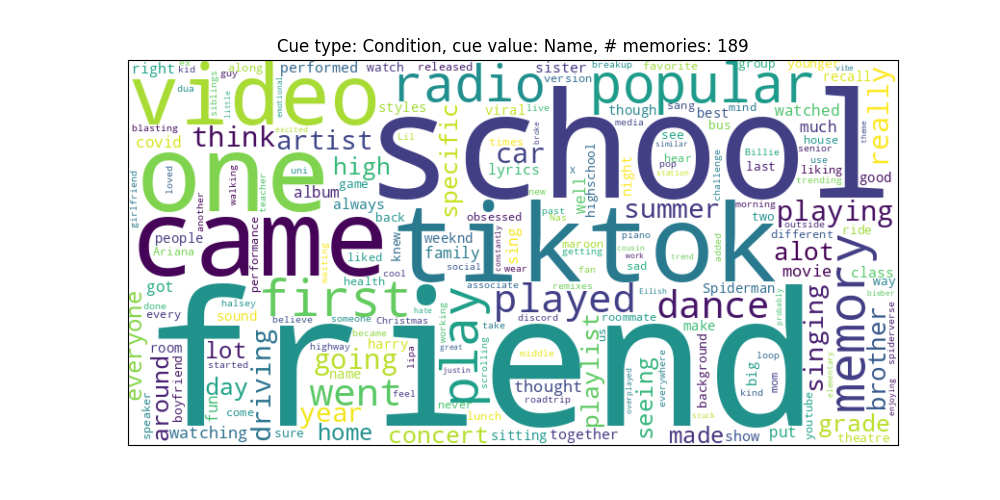 Cue type: Condition, cue value: Name, # memories: 189
right kid guy along emotional performed watch released sister breakup favorite group younger vibe
ex dua siblings little video styles radio version popular recall
viral live though sang best mind watched really
blasting covid think artist Lil times broke media bus see much house theme
school
one loved walking uni teacher excited high specific car lyrics pop similar hear station challenge Billie last senior use liking trending good
girlfriend another album game always new x highschool night well
came people Ariana performance waiting back knew obsessed weeknd family social constantly sing wear past Nas maroon getting fan summer piano cousin work sad trend added two morning playing outside different ride alot movie class way
tiktok
liked health cool associate remixes Eilish Spiderman bieber
got done every halsey sound first believe someone Christmas became hate play working played discord take us roommate make dance probably memory brother spiderverse enjoying
friend
everyone room lot started day fun come driving around boyfriend speaker highway harry going name went year feel lipa great justin scrolling never lunch middle thought roadtrip playlist overplayed seeing everywhere background stuck big kind loop mom singing elementary youtube
watching sure home concert sitting together made show put grade theatre